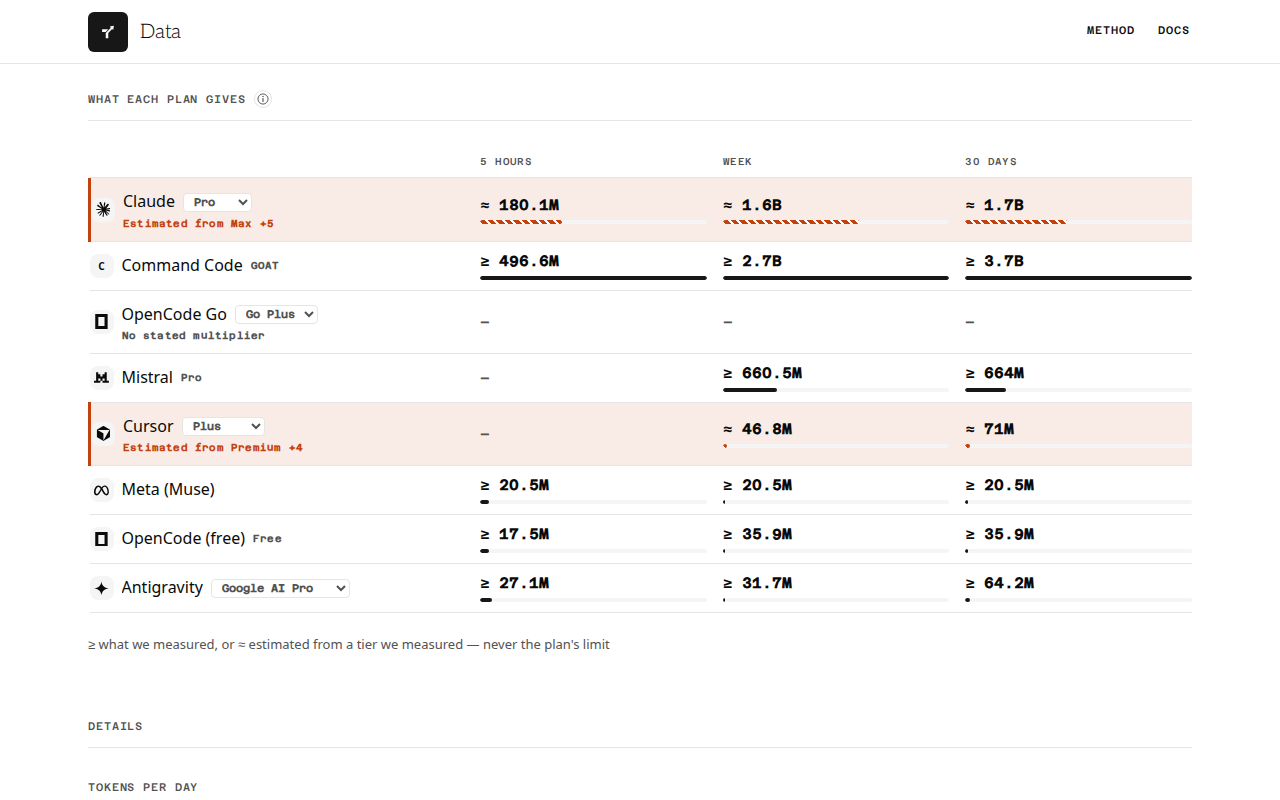 Data
METHOD DOCS
WHAT EACH PLAN GIVES
5 HOURS WEEK 30 DAYS
Claude Pro ≈ 180.1M ≈ 1.6B ≈ 1.7B
Estimated from Max +5
C Command Code GOAT ≥ 496.6M ≥ 2.7B ≥ 3.7B
OpenCode Go Go Plus – – –
No stated multiplier
Mistral Pro – ≥ 660.5M ≥ 664M
Cursor Plus – ≈ 46.8M ≈ 71M
Estimated from Premium +4
Meta (Muse) ≥ 20.5M ≥ 20.5M ≥ 20.5M
OpenCode (free) Free ≥ 17.5M ≥ 35.9M ≥ 35.9M
Antigravity Google AI Pro ≥ 27.1M ≥ 31.7M ≥ 64.2M
≥ what we measured, or ≈ estimated from a tier we measured — never the plan's limit
DETAILS
TOKENS PER DAY